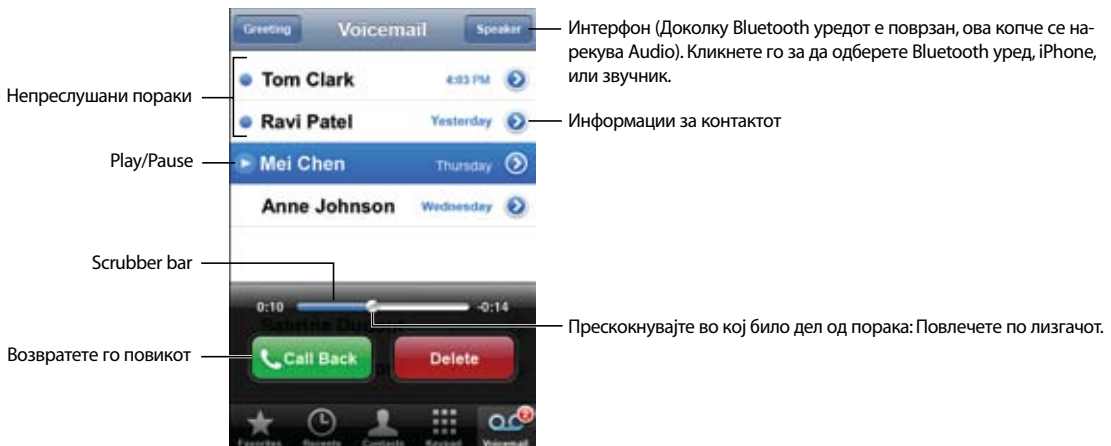 Greeting Voicemail Speaker
Интерфон (Доколку Bluetooth уредот е поврзан, ова копче се на-
рекува Audio). Кликнете го за да одберете Bluetooth уред, iPhone,
или звучник.
Непреслушани пораки
Tom Clark 4:03 PM
Ravi Patel Yesterday
Информации за контактот
Play/Pause
Mei Chen Thursday
Anne Johnson Wednesday
Scrubber bar
0:10 -0:14
Прескокнувајте во кој било дел од порака: Повлечете по лизгачот.
Возвратете го повикот
Call Back Delete
Favorites Recents Contacts Keypad Voicemail